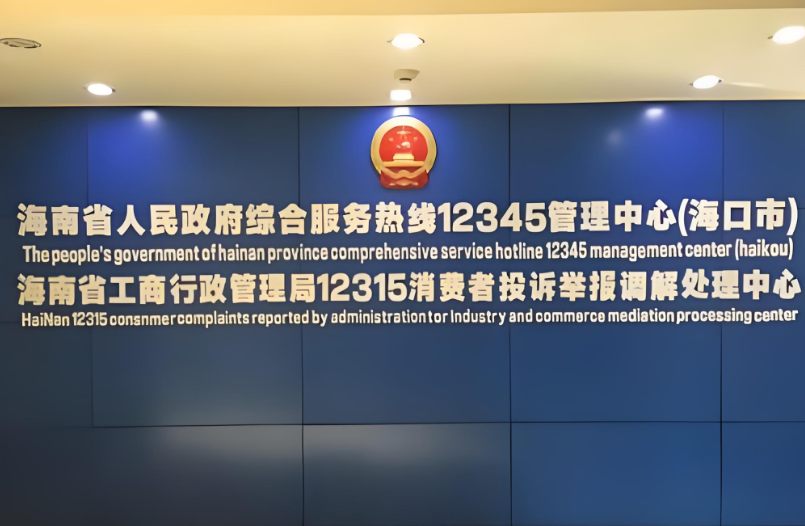 海南省人民政府综合服务热线12345管理中心(海口市)
The people's government of hainan province comprehensive service hotline 12345 management center (haikou)
海南省工商行政管理局12315消费者投诉举报调解处理中心
HaiNan 12315 consnmer complaints reported by administration tor Industry and commerce mediation processing center